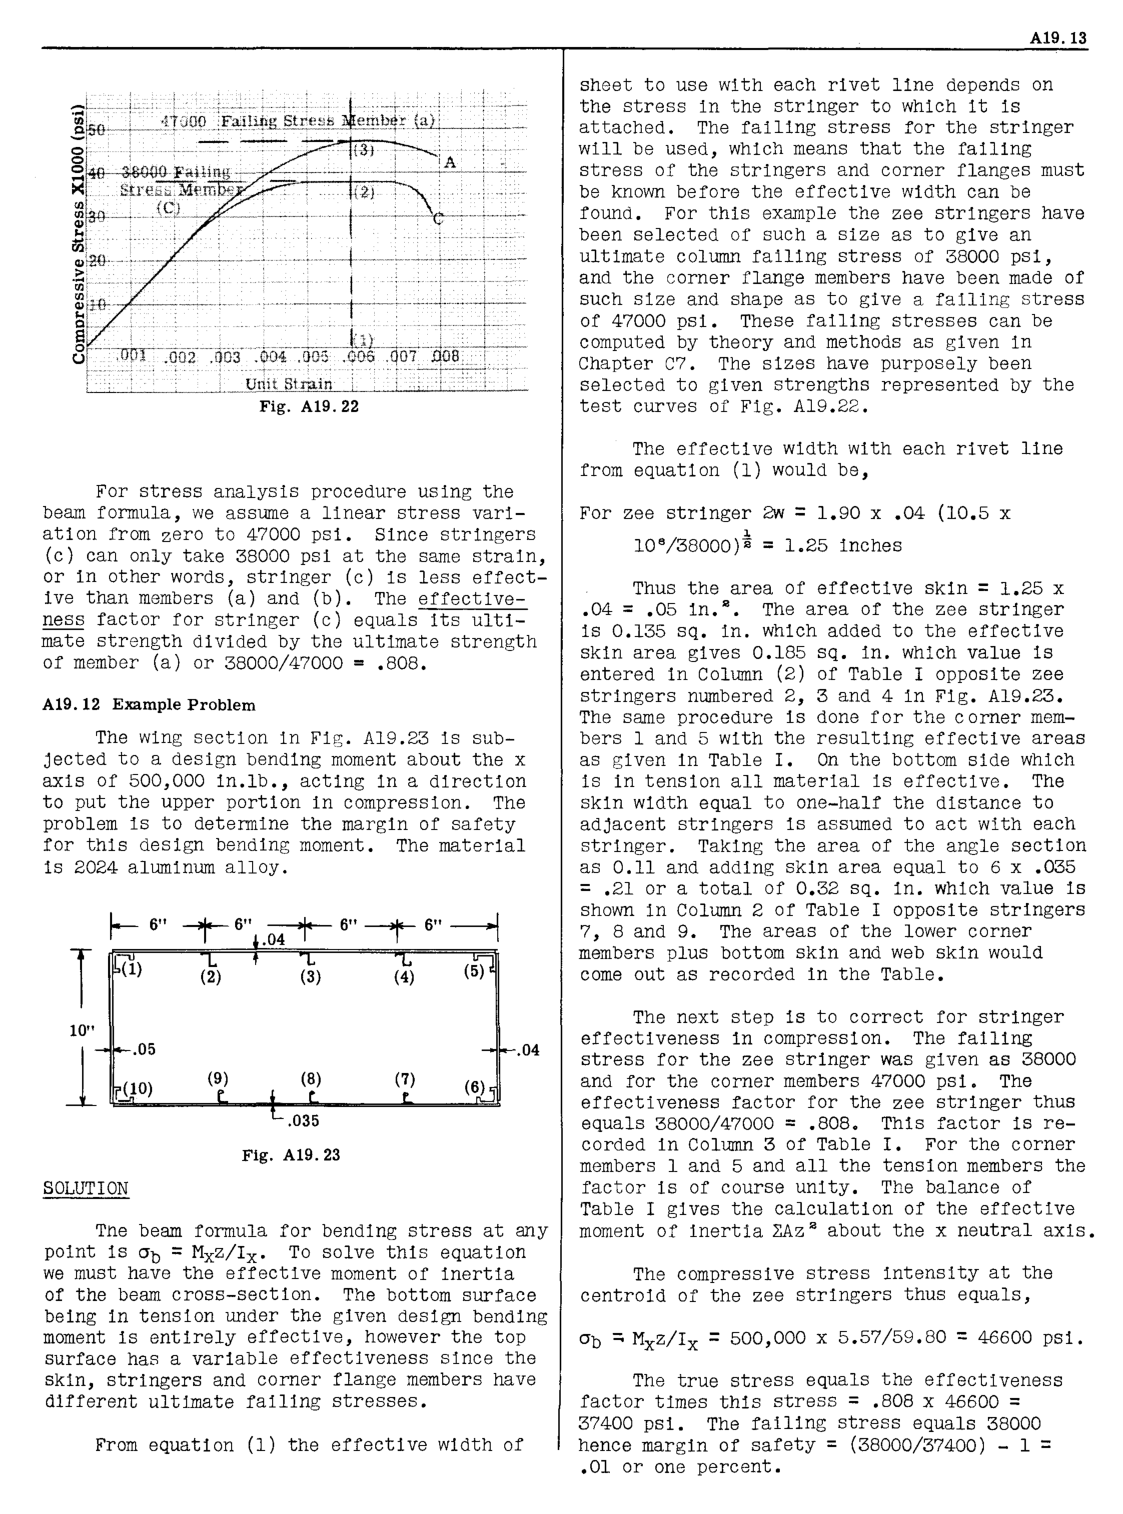 A19.13
Compressive Stress X1000 (psi)
50
40
30
20
10
47000 Failing Stress Member (a)
(3)
A
38000 Failing
Stress Member
(C)
(2)
C
(1)
.001 .002 .003 .004 .005 .006 .007 .008
Unit Strain
Fig. A19.22
For stress analysis procedure using the
beam formula, we assume a linear stress vari-
ation from zero to 47000 psi. Since stringers
(c) can only take 38000 psi at the same strain,
or in other words, stringer (c) is less effect-
ive than members (a) and (b). The effective-
ness factor for stringer (c) equals its ulti-
mate strength divided by the ultimate strength
of member (a) or 38000/47000 = .808.
A19.12 Example Problem
The wing section in Fig. A19.23 is sub-
jected to a design bending moment about the x
axis of 500,000 in.lb., acting in a direction
to put the upper portion in compression. The
problem is to determine the margin of safety
for this design bending moment. The material
is 2024 aluminum alloy.
6" 6" 6" 6"
.04
(1) (2) (3) (4) (5)
10"
.05 .04
(10) (9) (8) (7) (6)
.035
Fig. A19.23
SOLUTION
The beam formula for bending stress at any
point is σb = Mxz/Ix. To solve this equation
we must have the effective moment of inertia
of the beam cross-section. The bottom surface
being in tension under the given design bending
moment is entirely effective, however the top
surface has a variable effectiveness since the
skin, stringers and corner flange members have
different ultimate failing stresses.
From equation (1) the effective width of
sheet to use with each rivet line depends on
the stress in the stringer to which it is
attached. The failing stress for the stringer
will be used, which means that the failing
stress of the stringers and corner flanges must
be known before the effective width can be
found. For this example the zee stringers have
been selected of such a size as to give an
ultimate column failing stress of 38000 psi,
and the corner flange members have been made of
such size and shape as to give a failing stress
of 47000 psi. These failing stresses can be
computed by theory and methods as given in
Chapter C7. The sizes have purposely been
selected to given strengths represented by the
test curves of Fig. A19.22.
The effective width with each rivet line
from equation (1) would be,
For zee stringer 2w = 1.90 x .04 (10.5 x
10⁶/38000)^½ = 1.25 inches
Thus the area of effective skin = 1.25 x
.04 = .05 in.². The area of the zee stringer
is 0.135 sq. in. which added to the effective
skin area gives 0.185 sq. in. which value is
entered in Column (2) of Table I opposite zee
stringers numbered 2, 3 and 4 in Fig. A19.23.
The same procedure is done for the corner mem-
bers 1 and 5 with the resulting effective areas
as given in Table I. On the bottom side which
is in tension all material is effective. The
skin width equal to one-half the distance to
adjacent stringers is assumed to act with each
stringer. Taking the area of the angle section
as 0.11 and adding skin area equal to 6 x .035
= .21 or a total of 0.32 sq. in. which value is
shown in Column 2 of Table I opposite stringers
7, 8 and 9. The areas of the lower corner
members plus bottom skin and web skin would
come out as recorded in the Table.
The next step is to correct for stringer
effectiveness in compression. The failing
stress for the zee stringer was given as 38000
and for the corner members 47000 psi. The
effectiveness factor for the zee stringer thus
equals 38000/47000 = .808. This factor is re-
corded in Column 3 of Table I. For the corner
members 1 and 5 and all the tension members the
factor is of course unity. The balance of
Table I gives the calculation of the effective
moment of inertia ΣAz² about the x neutral axis.
The compressive stress intensity at the
centroid of the zee stringers thus equals,
σb = Mxz/Ix = 500,000 x 5.57/59.80 = 46600 psi.
The true stress equals the effectiveness
factor times this stress = .808 x 46600 =
37400 psi. The failing stress equals 38000
hence margin of safety = (38000/37400) - 1 =
.01 or one percent.